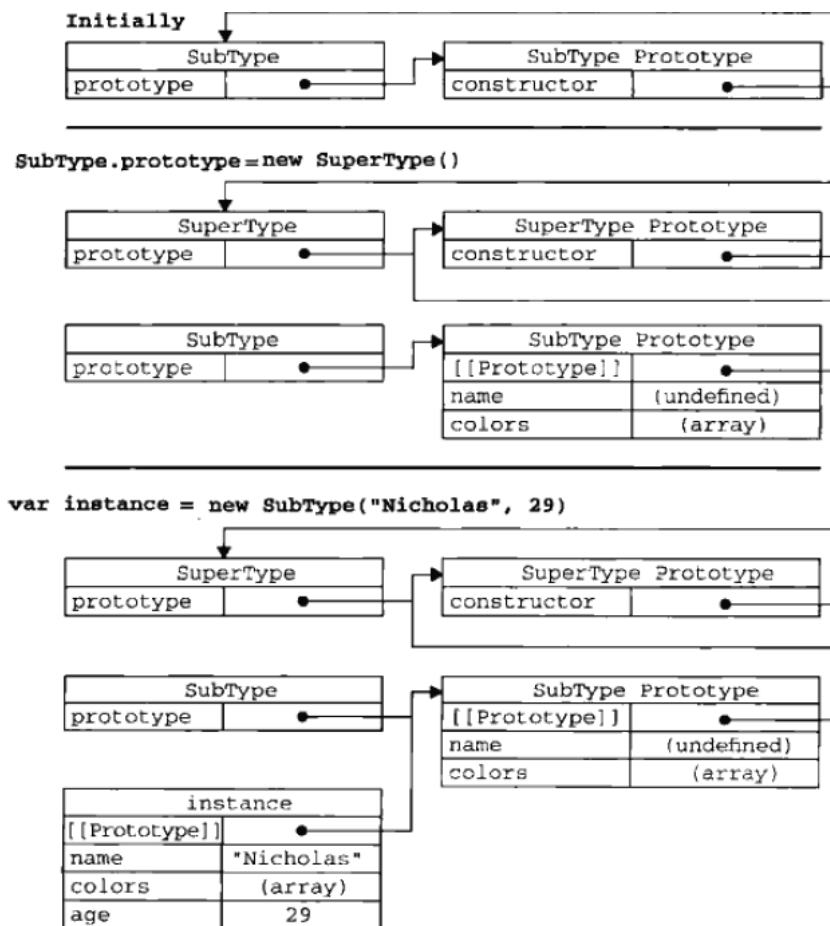 Initially
SubType SubType Prototype
prototype constructor
SubType.prototype=new SuperType()
SuperType SuperType Prototype
prototype constructor
SubType SubType Prototype
prototype [[Prototype]]
name (undefined)
colors (array)
var instance = new SubType("Nicholas", 29)
SuperType SuperType Prototype
prototype constructor
SubType SubType Prototype
prototype [[Prototype]]
name (undefined)
colors (array)
instance
[[Prototype]]
name "Nicholas"
colors (array)
age 29